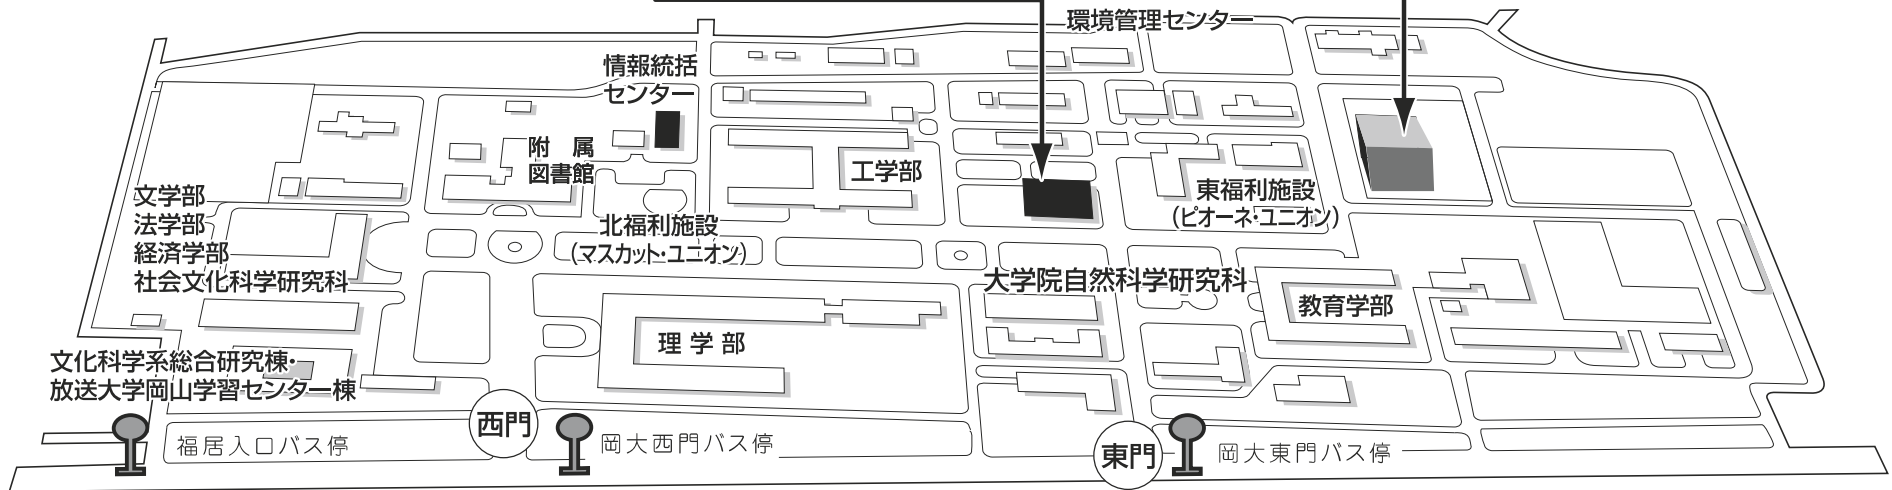 環境管理センター
情報統括
センター
附　属
図書館
工学部
東福利施設
（ピオーネ・ユニオン）
文学部
法学部
経済学部
社会文化科学研究科
北福利施設
（マスカット・ユニオン）
大学院自然科学研究科
教育学部
理 学 部
文化科学系総合研究棟・
放送大学岡山学習センター棟
西門
東門
福居入口バス停
岡大西門バス停
岡大東門バス停